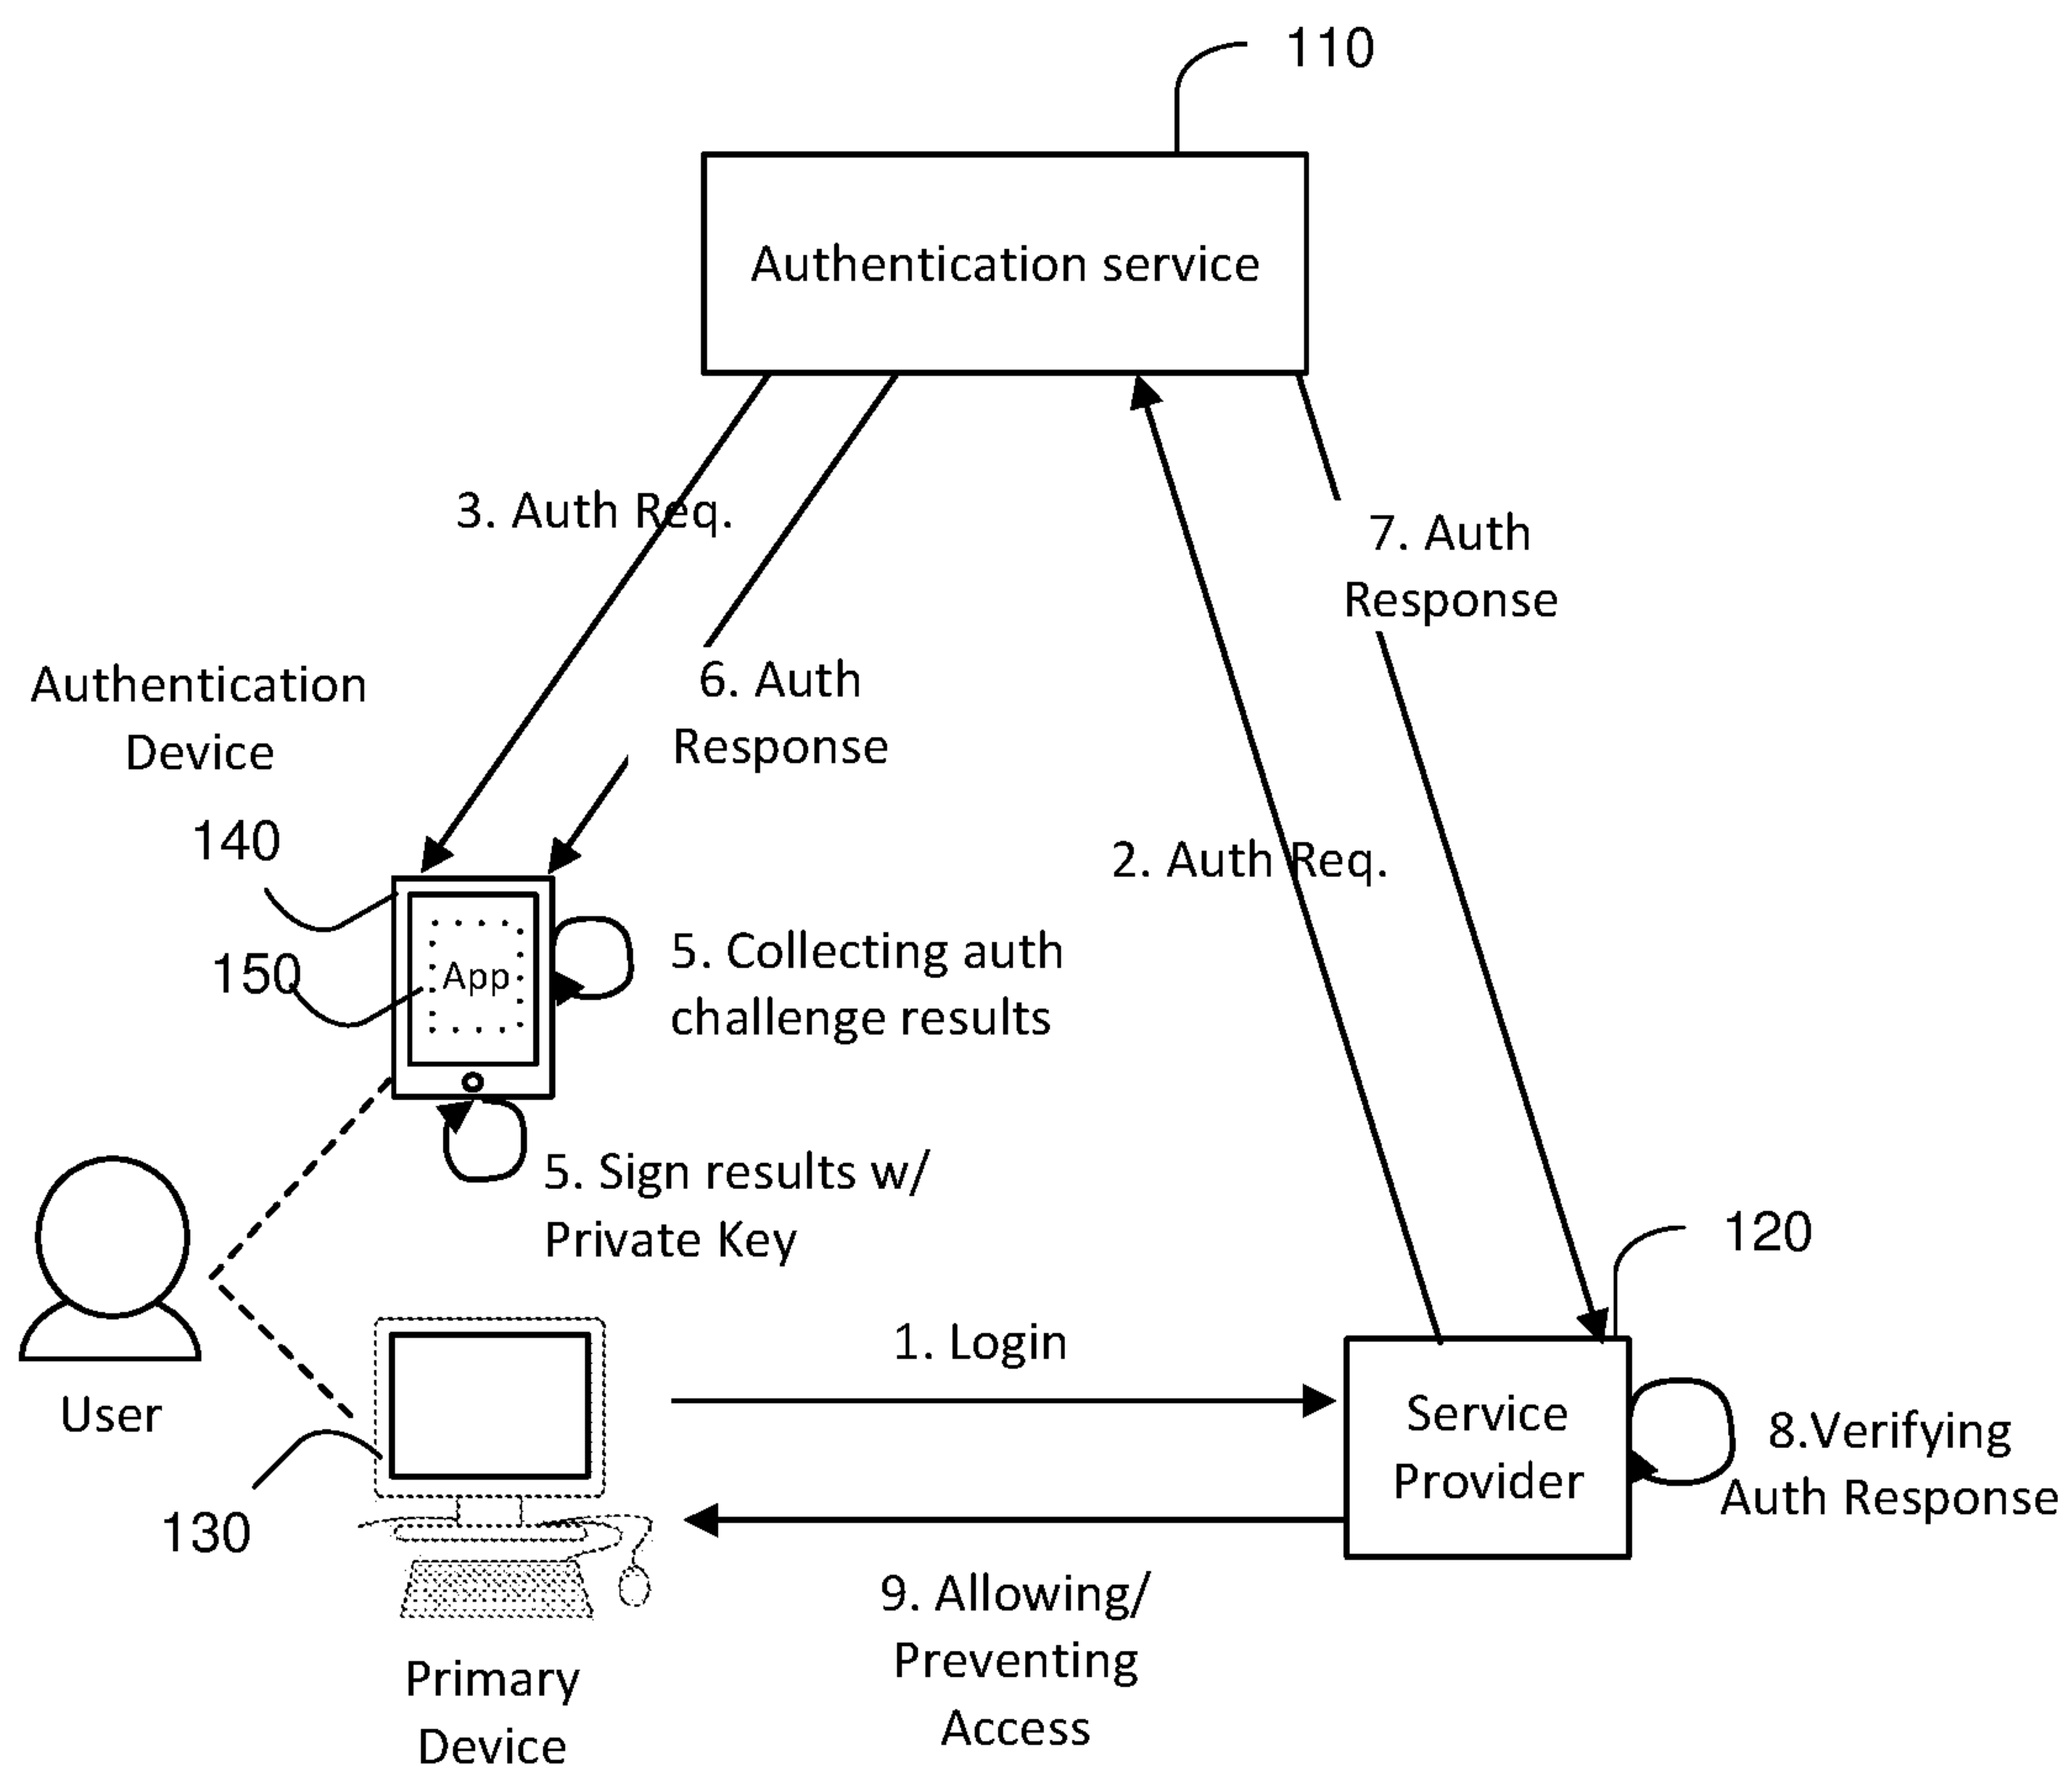 110
Authentication service
3. Auth Req.
7. Auth
Response
6. Auth
Response
Authentication
Device
140
2. Auth Req.
150
App
5. Collecting auth
challenge results
5. Sign results w/
Private Key
120
1. Login
User
Service
Provider
8.Verifying
Auth Response
130
9. Allowing/
Preventing
Access
Primary
Device